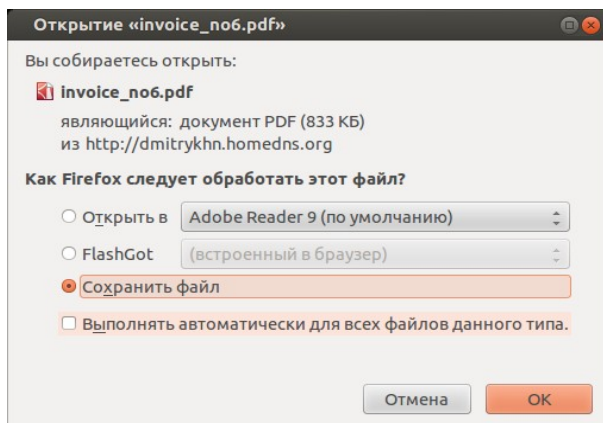 Открытие «invoice_no6.pdf»
Вы собираетесь открыть:
invoice_no6.pdf
являющийся: документ PDF (833 КБ)
из http://dmitrykhn.homedns.org
Как Firefox следует обработать этот файл?
Открыть в Adobe Reader 9 (по умолчанию)
FlashGot (встроенный в браузер)
Сохранить файл
Выполнять автоматически для всех файлов данного типа.
Отмена OK